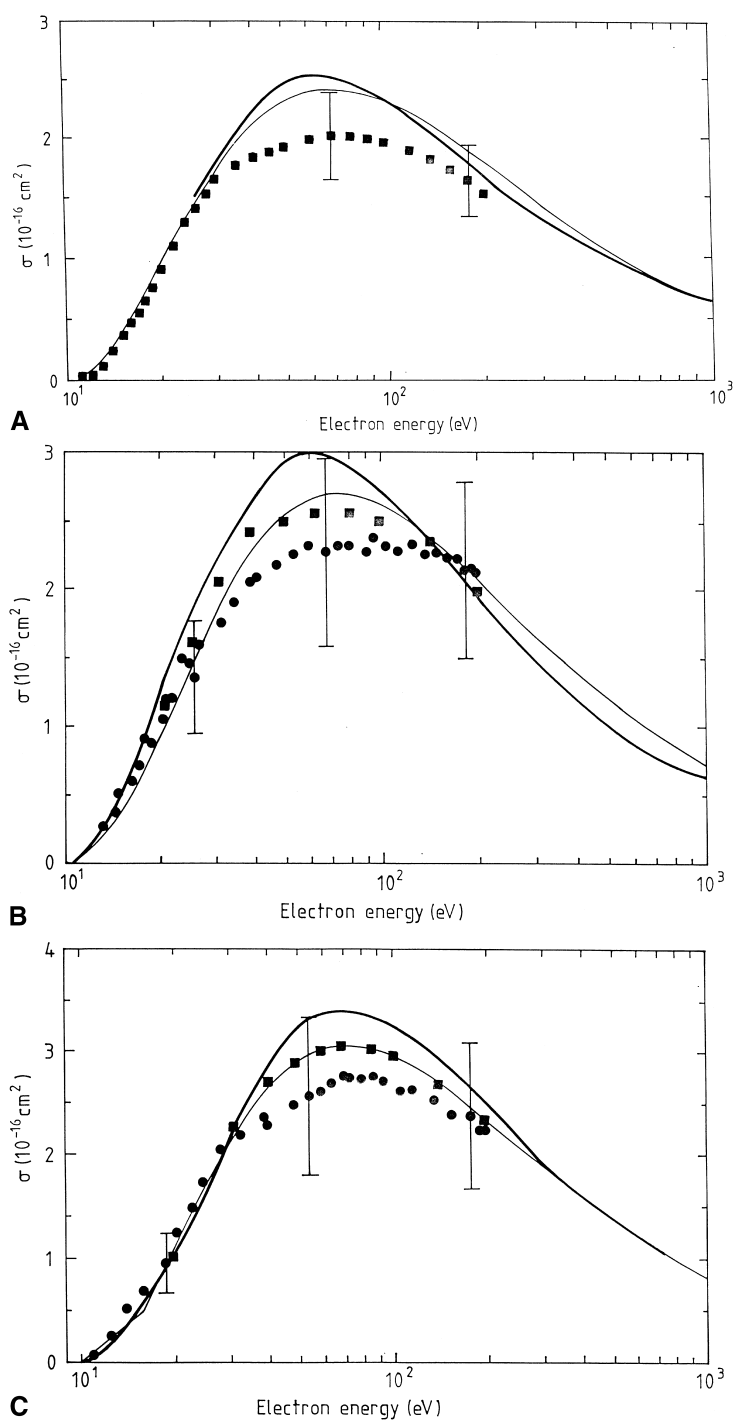 3
2
1
0
σ (10⁻¹⁶ cm²)
10¹ 10² 10³
Electron energy (eV)
A
3
2
1
0
σ (10⁻¹⁶ cm²)
10¹ 10² 10³
Electron energy (eV)
B
4
3
2
1
0
σ (10⁻¹⁶ cm²)
10¹ 10² 10³
Electron energy (eV)
C